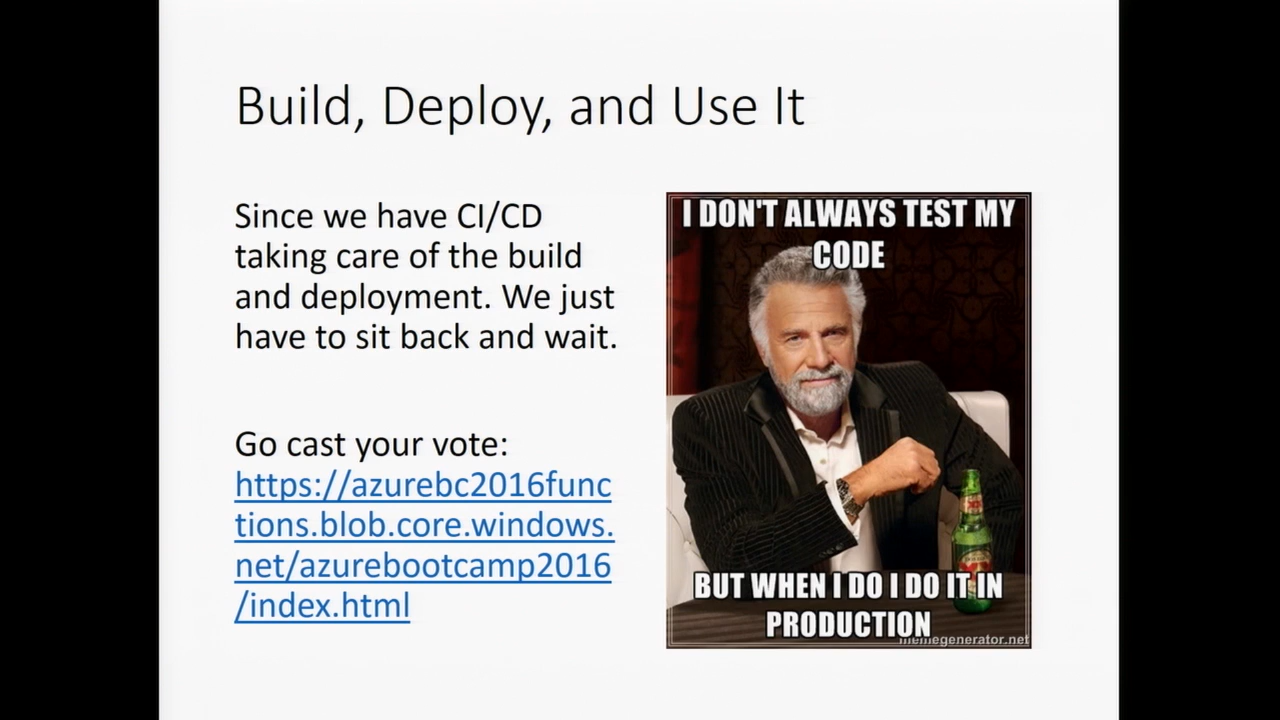 Build, Deploy, and Use It
Since we have CI/CD
taking care of the build
and deployment. We just
have to sit back and wait.
Go cast your vote:
https://azurebc2016func
tions.blob.core.windows.
net/azurebootcamp2016
/index.html
I DON'T ALWAYS TEST MY
CODE
BUT WHEN I DO I DO IT IN
PRODUCTION
memegenerator.net